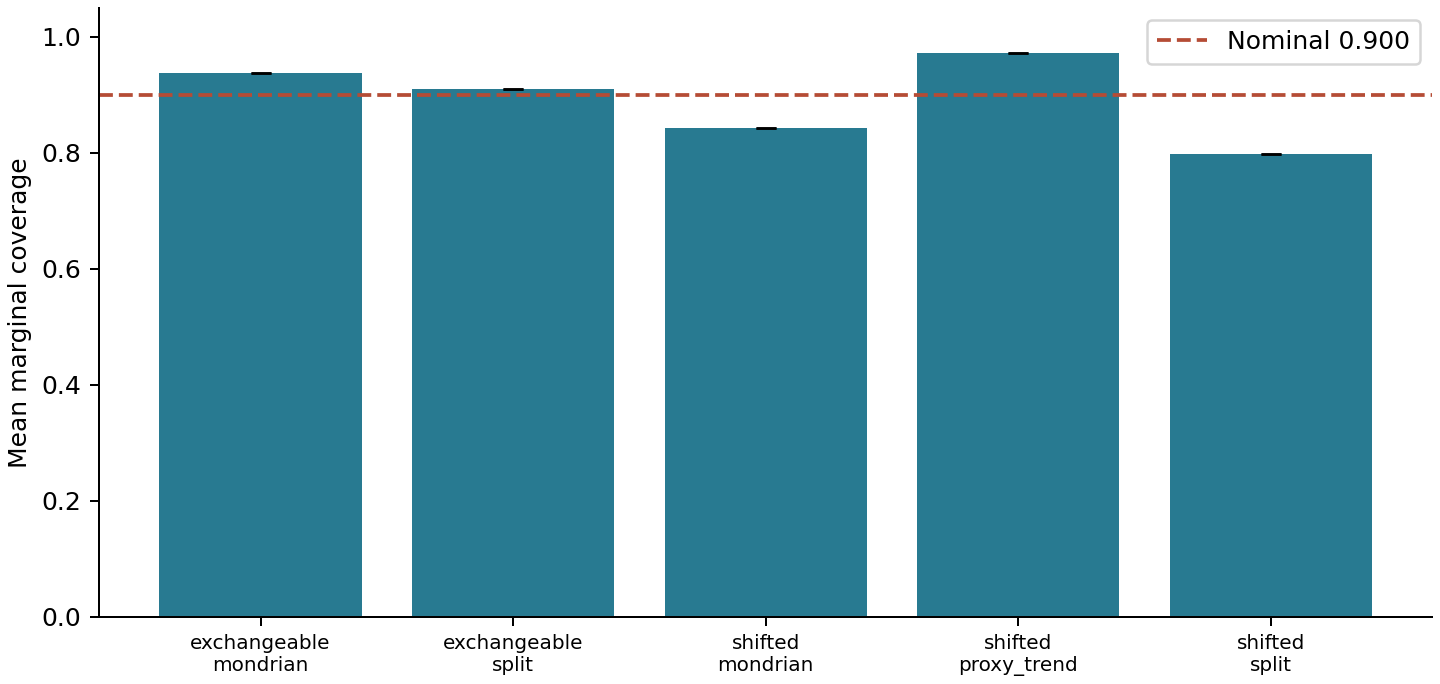 Nominal 0.900
Mean marginal coverage
1.0
0.8
0.6
0.4
0.2
0.0
exchangeable
mondrian
exchangeable
split
shifted
mondrian
shifted
proxy_trend
shifted
split